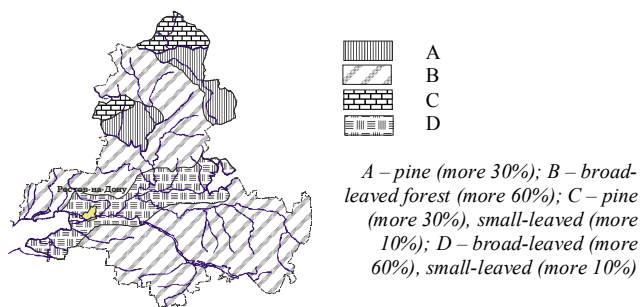 A
B
C
D
Ростов-на-Дону
A – pine (more 30%); B – broad-
leaved forest (more 60%); C – pine
(more 30%), small-leaved (more
10%); D – broad-leaved (more
60%), small-leaved (more 10%)